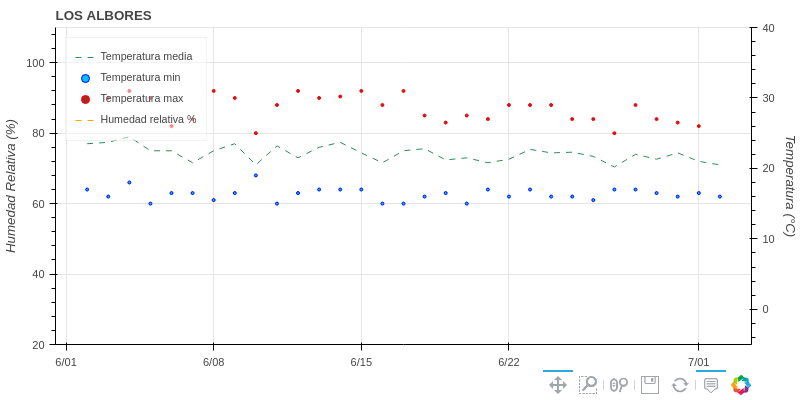 LOS ALBORES
Temperatura media
Temperatura min
Temperatura max
Humedad relativa %
Humedad Relativa (%)
100
80
60
40
20
Temperatura (°C)
40
30
20
10
0
6/01
6/08
6/15
6/22
7/01